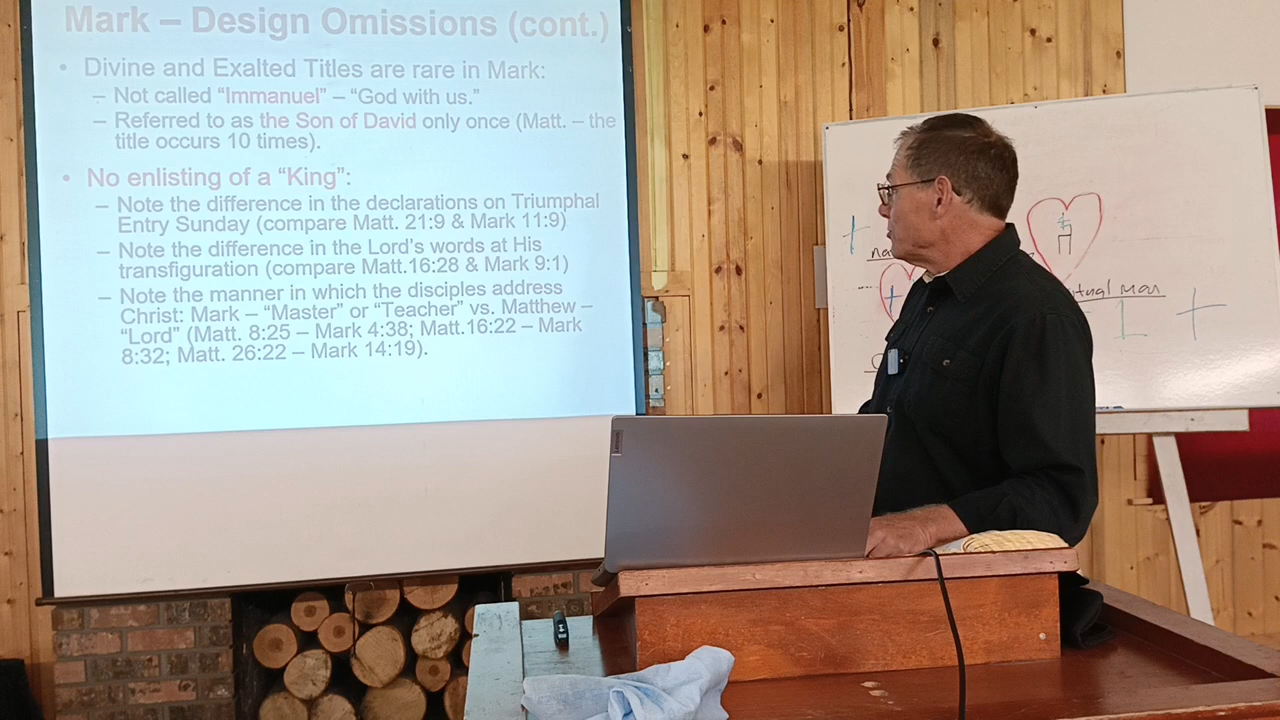 Mark – Design Omissions (cont.)
• Divine and Exalted Titles are rare in Mark:
– Not called “Immanuel” – “God with us.”
– Referred to as the Son of David only once (Matt. – the
title occurs 10 times).
• No enlisting of a “King”:
– Note the difference in the declarations on Triumphal
Entry Sunday (compare Matt. 21:9 & Mark 11:9)
– Note the difference in the Lord’s words at His
transfiguration (compare Matt.16:28 & Mark 9:1)
– Note the manner in which the disciples address
Christ: Mark – “Master” or “Teacher” vs. Matthew –
“Lord” (Matt. 8:25 – Mark 4:38; Matt.16:22 – Mark
8:32; Matt. 26:22 – Mark 14:19).
na
itual man
Lenovo